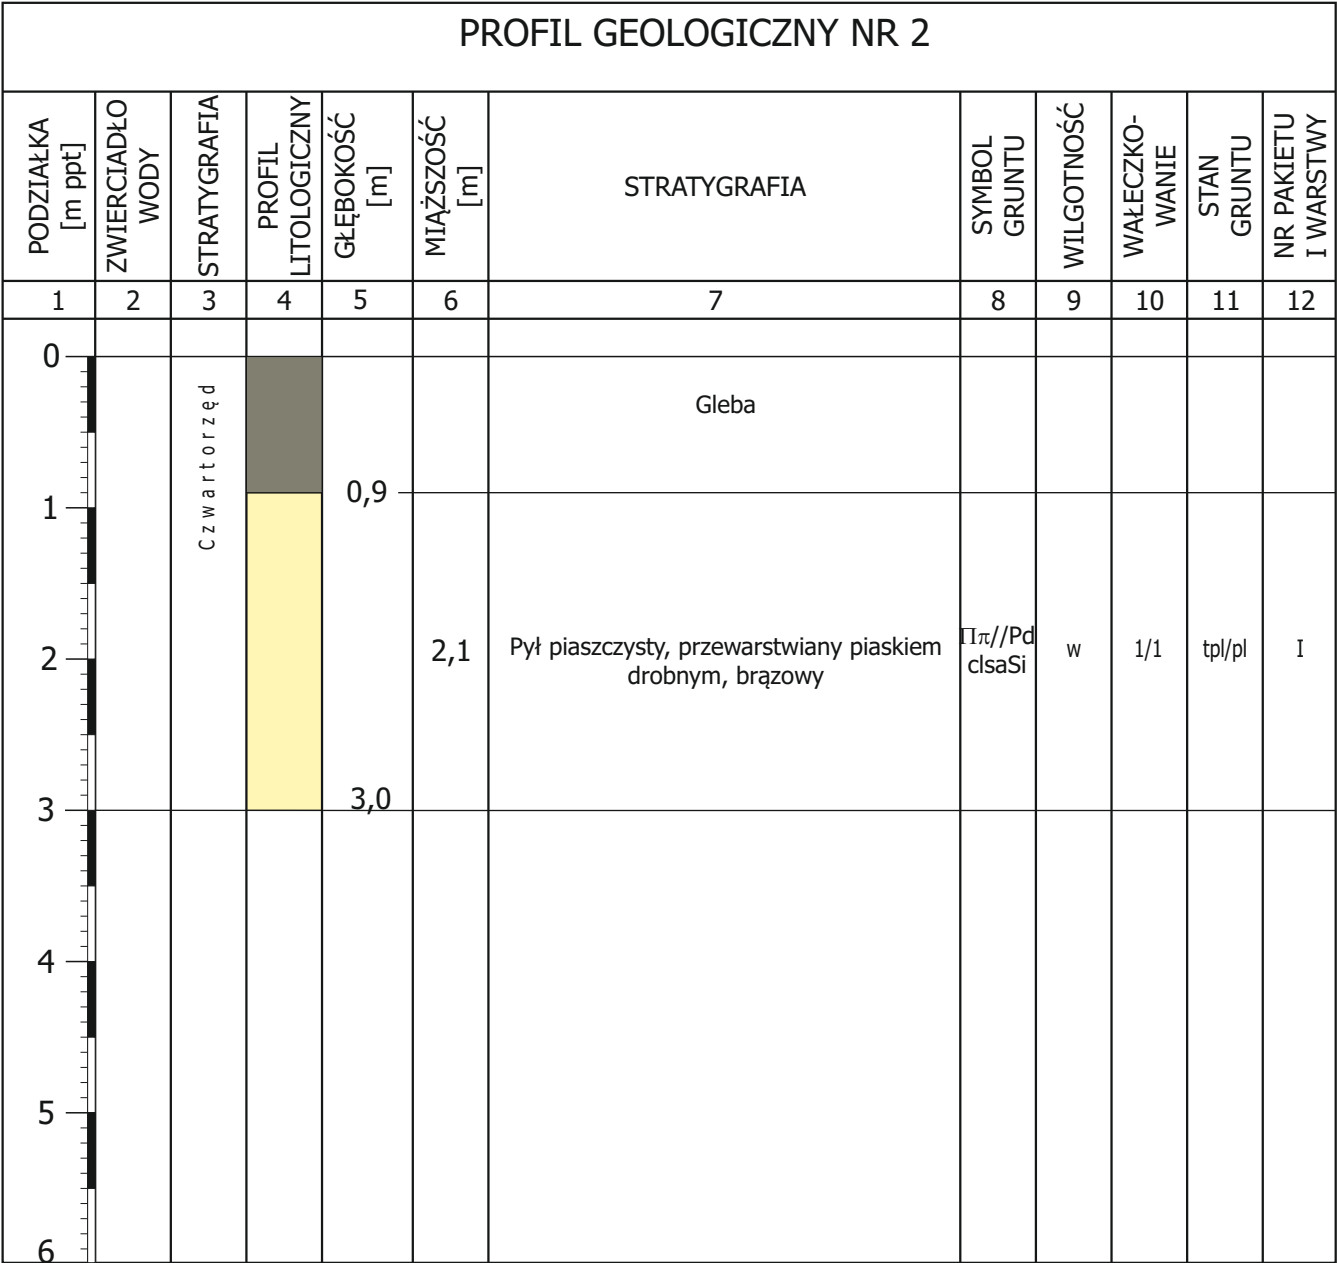 PROFIL GEOLOGICZNY NR 2
PODZIAŁKA
[m ppt]
ZWIERCIADŁO
WODY
STRATYGRAFIA
PROFIL
LITOLOGICZNY
GŁĘBOKOŚĆ
[m]
MIĄŻSZOŚĆ
[m]
STRATYGRAFIA
SYMBOL
GRUNTU
WILGOTNOŚĆ
WAŁECZKO-
WANIE
STAN
GRUNTU
NR PAKIETU
I WARSTWY
1 2 3 4 5 6 7 8 9 10 11 12
0
Czwartorzęd
Gleba
0,9
1
2
2,1
Pył piaszczysty, przewarstwiany piaskiem
drobnym, brązowy
Ππ//Pd
clsaSi
w
1/1
tpl/pl
I
3,0
3
4
5
6